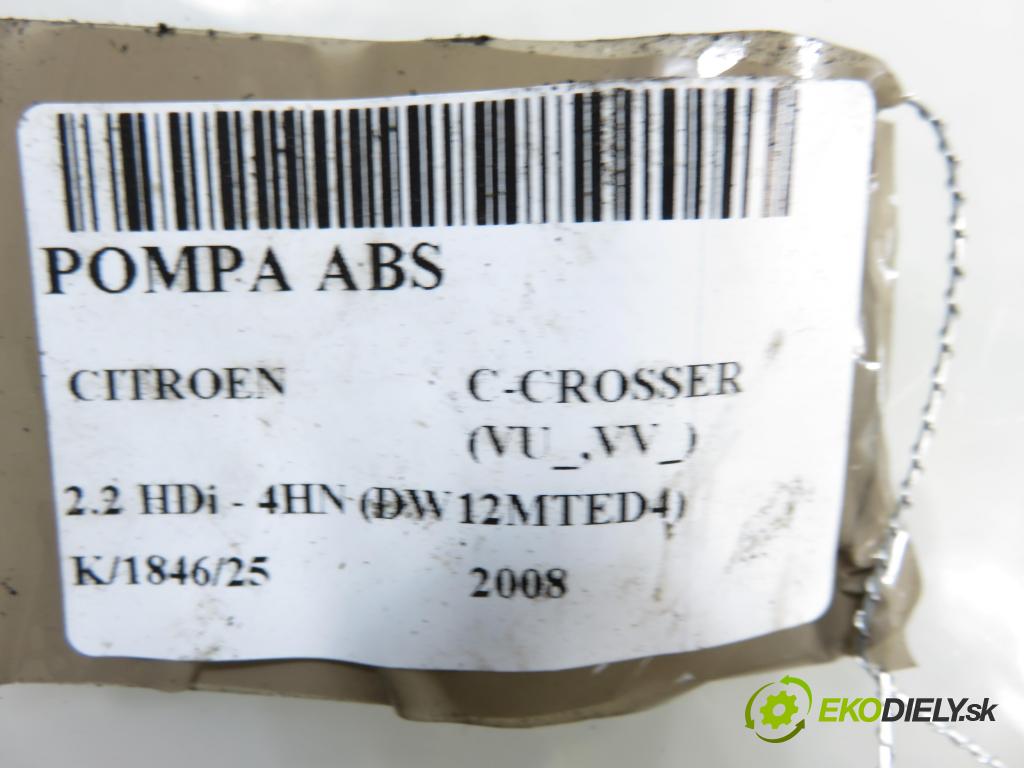 POMPA ABS
CITROEN C-CROSSER
(VU_,VV_)
2.2 HDi - 4HN (DW12MTED4)
K/1846/25 2008
EKODIELY.sk